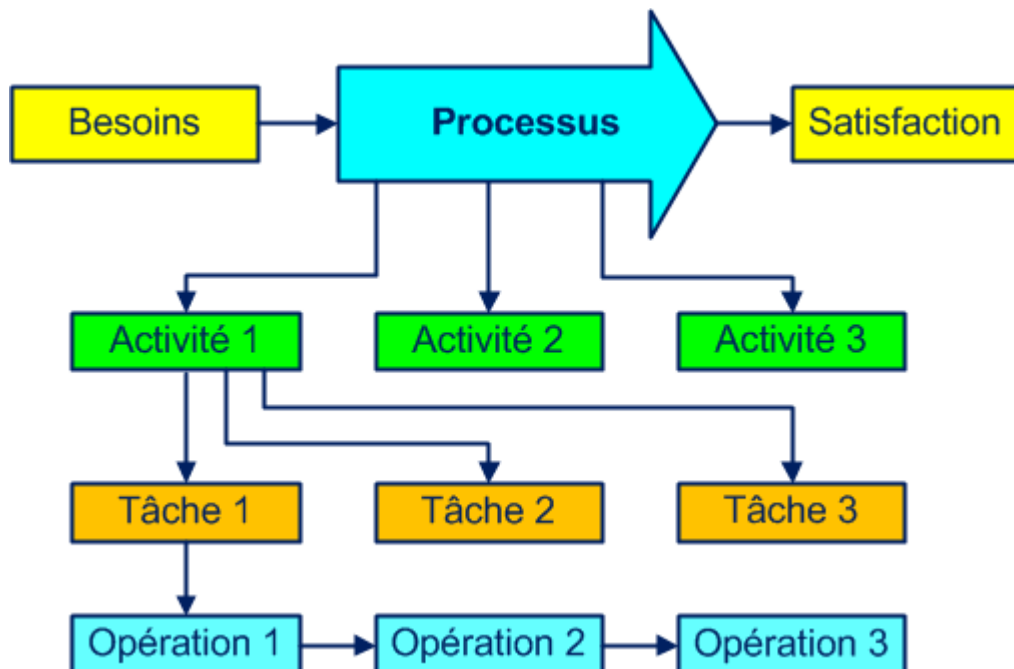 Besoins
Processus
Satisfaction
Activité 1
Activité 2
Activité 3
Tâche 1
Tâche 2
Tâche 3
Opération 1
Opération 2
Opération 3